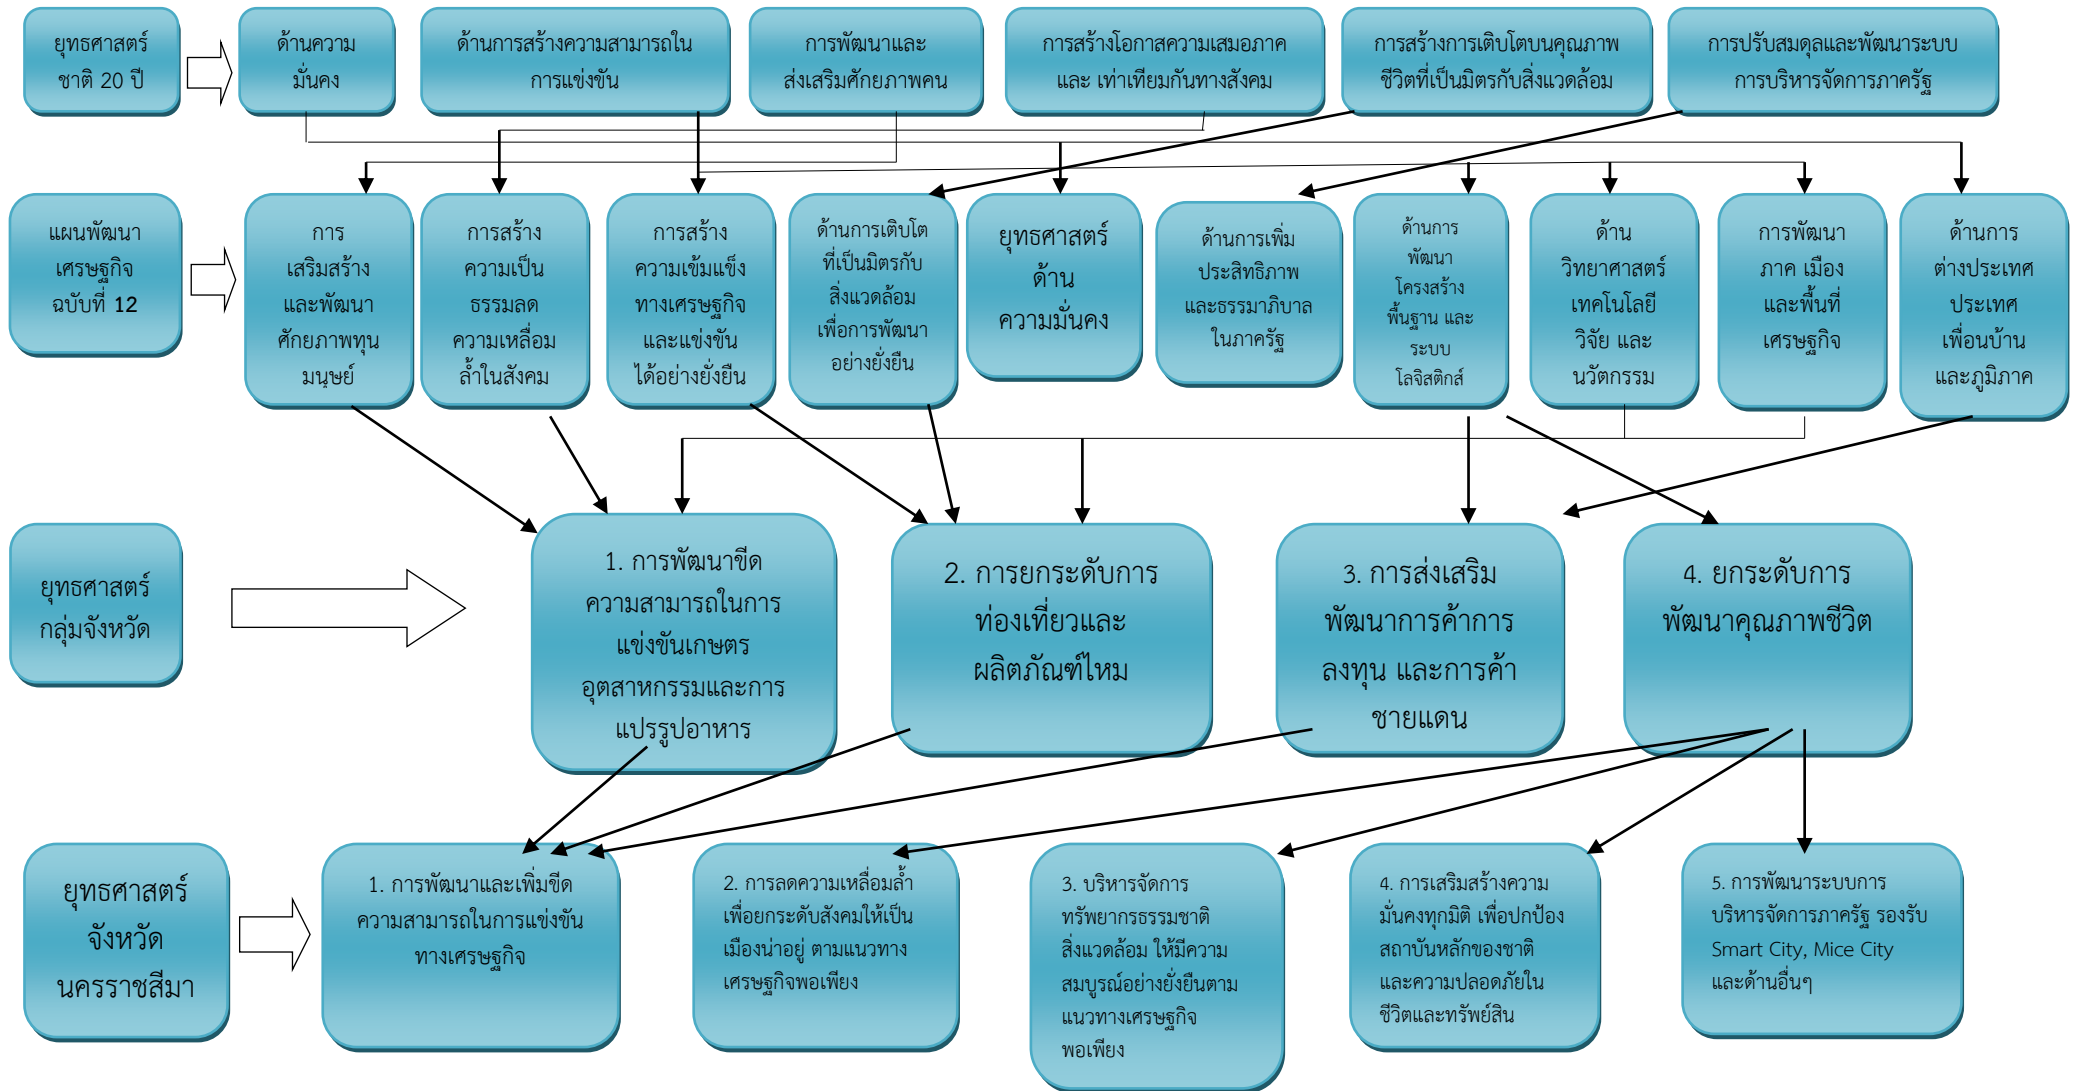 ยุทธศาสตร์
ชาติ 20 ปี
ด้านความ
มั่นคง
ด้านการสร้างความสามารถใน
การแข่งขัน
การพัฒนาและ
ส่งเสริมศักยภาพคน
การสร้างโอกาสความเสมอภาค
และ เท่าเทียมกันทางสังคม
การสร้างการเติบโตบนคุณภาพ
ชีวิตที่เป็นมิตรกับสิ่งแวดล้อม
การปรับสมดุลและพัฒนาระบบ
การบริหารจัดการภาครัฐ
แผนพัฒนา
เศรษฐกิจ
ฉบับที่ 12
การ
เสริมสร้าง
และพัฒนา
ศักยภาพทุน
มนุษย์
การสร้าง
ความเป็น
ธรรมลด
ความเหลื่อม
ล้ำในสังคม
การสร้าง
ความเข้มแข็ง
ทางเศรษฐกิจ
และแข่งขัน
ได้อย่างยั่งยืน
ด้านการเติบโต
ที่เป็นมิตรกับ
สิ่งแวดล้อม
เพื่อการพัฒนา
อย่างยั่งยืน
ยุทธศาสตร์
ด้าน
ความมั่นคง
ด้านการเพิ่ม
ประสิทธิภาพ
และธรรมาภิบาล
ในภาครัฐ
ด้านการ
พัฒนา
โครงสร้าง
พื้นฐาน และ
ระบบ
โลจิสติกส์
ด้าน
วิทยาศาสตร์
เทคโนโลยี
วิจัย และ
นวัตกรรม
การพัฒนา
ภาค เมือง
และพื้นที่
เศรษฐกิจ
ด้านการ
ต่างประเทศ
ประเทศ
เพื่อนบ้าน
และภูมิภาค
ยุทธศาสตร์
กลุ่มจังหวัด
1. การพัฒนาขีด
ความสามารถในการ
แข่งขันเกษตร
อุตสาหกรรมและการ
แปรรูปอาหาร
2. การยกระดับการ
ท่องเที่ยวและ
ผลิตภัณฑ์ไหม
3. การส่งเสริม
พัฒนาการค้าการ
ลงทุน และการค้า
ชายแดน
4. ยกระดับการ
พัฒนาคุณภาพชีวิต
ยุทธศาสตร์
จังหวัด
นครราชสีมา
1. การพัฒนาและเพิ่มขีด
ความสามารถในการแข่งขัน
ทางเศรษฐกิจ
2. การลดความเหลื่อมล้ำ
เพื่อยกระดับสังคมให้เป็น
เมืองน่าอยู่ ตามแนวทาง
เศรษฐกิจพอเพียง
3. บริหารจัดการ
ทรัพยากรธรรมชาติ
สิ่งแวดล้อม ให้มีความ
สมบูรณ์อย่างยั่งยืนตาม
แนวทางเศรษฐกิจ
พอเพียง
4. การเสริมสร้างความ
มั่นคงทุกมิติ เพื่อปกป้อง
สถาบันหลักของชาติ
และความปลอดภัยใน
ชีวิตและทรัพย์สิน
5. การพัฒนาระบบการ
บริหารจัดการภาครัฐ รองรับ
Smart City, Mice City
และด้านอื่นๆ